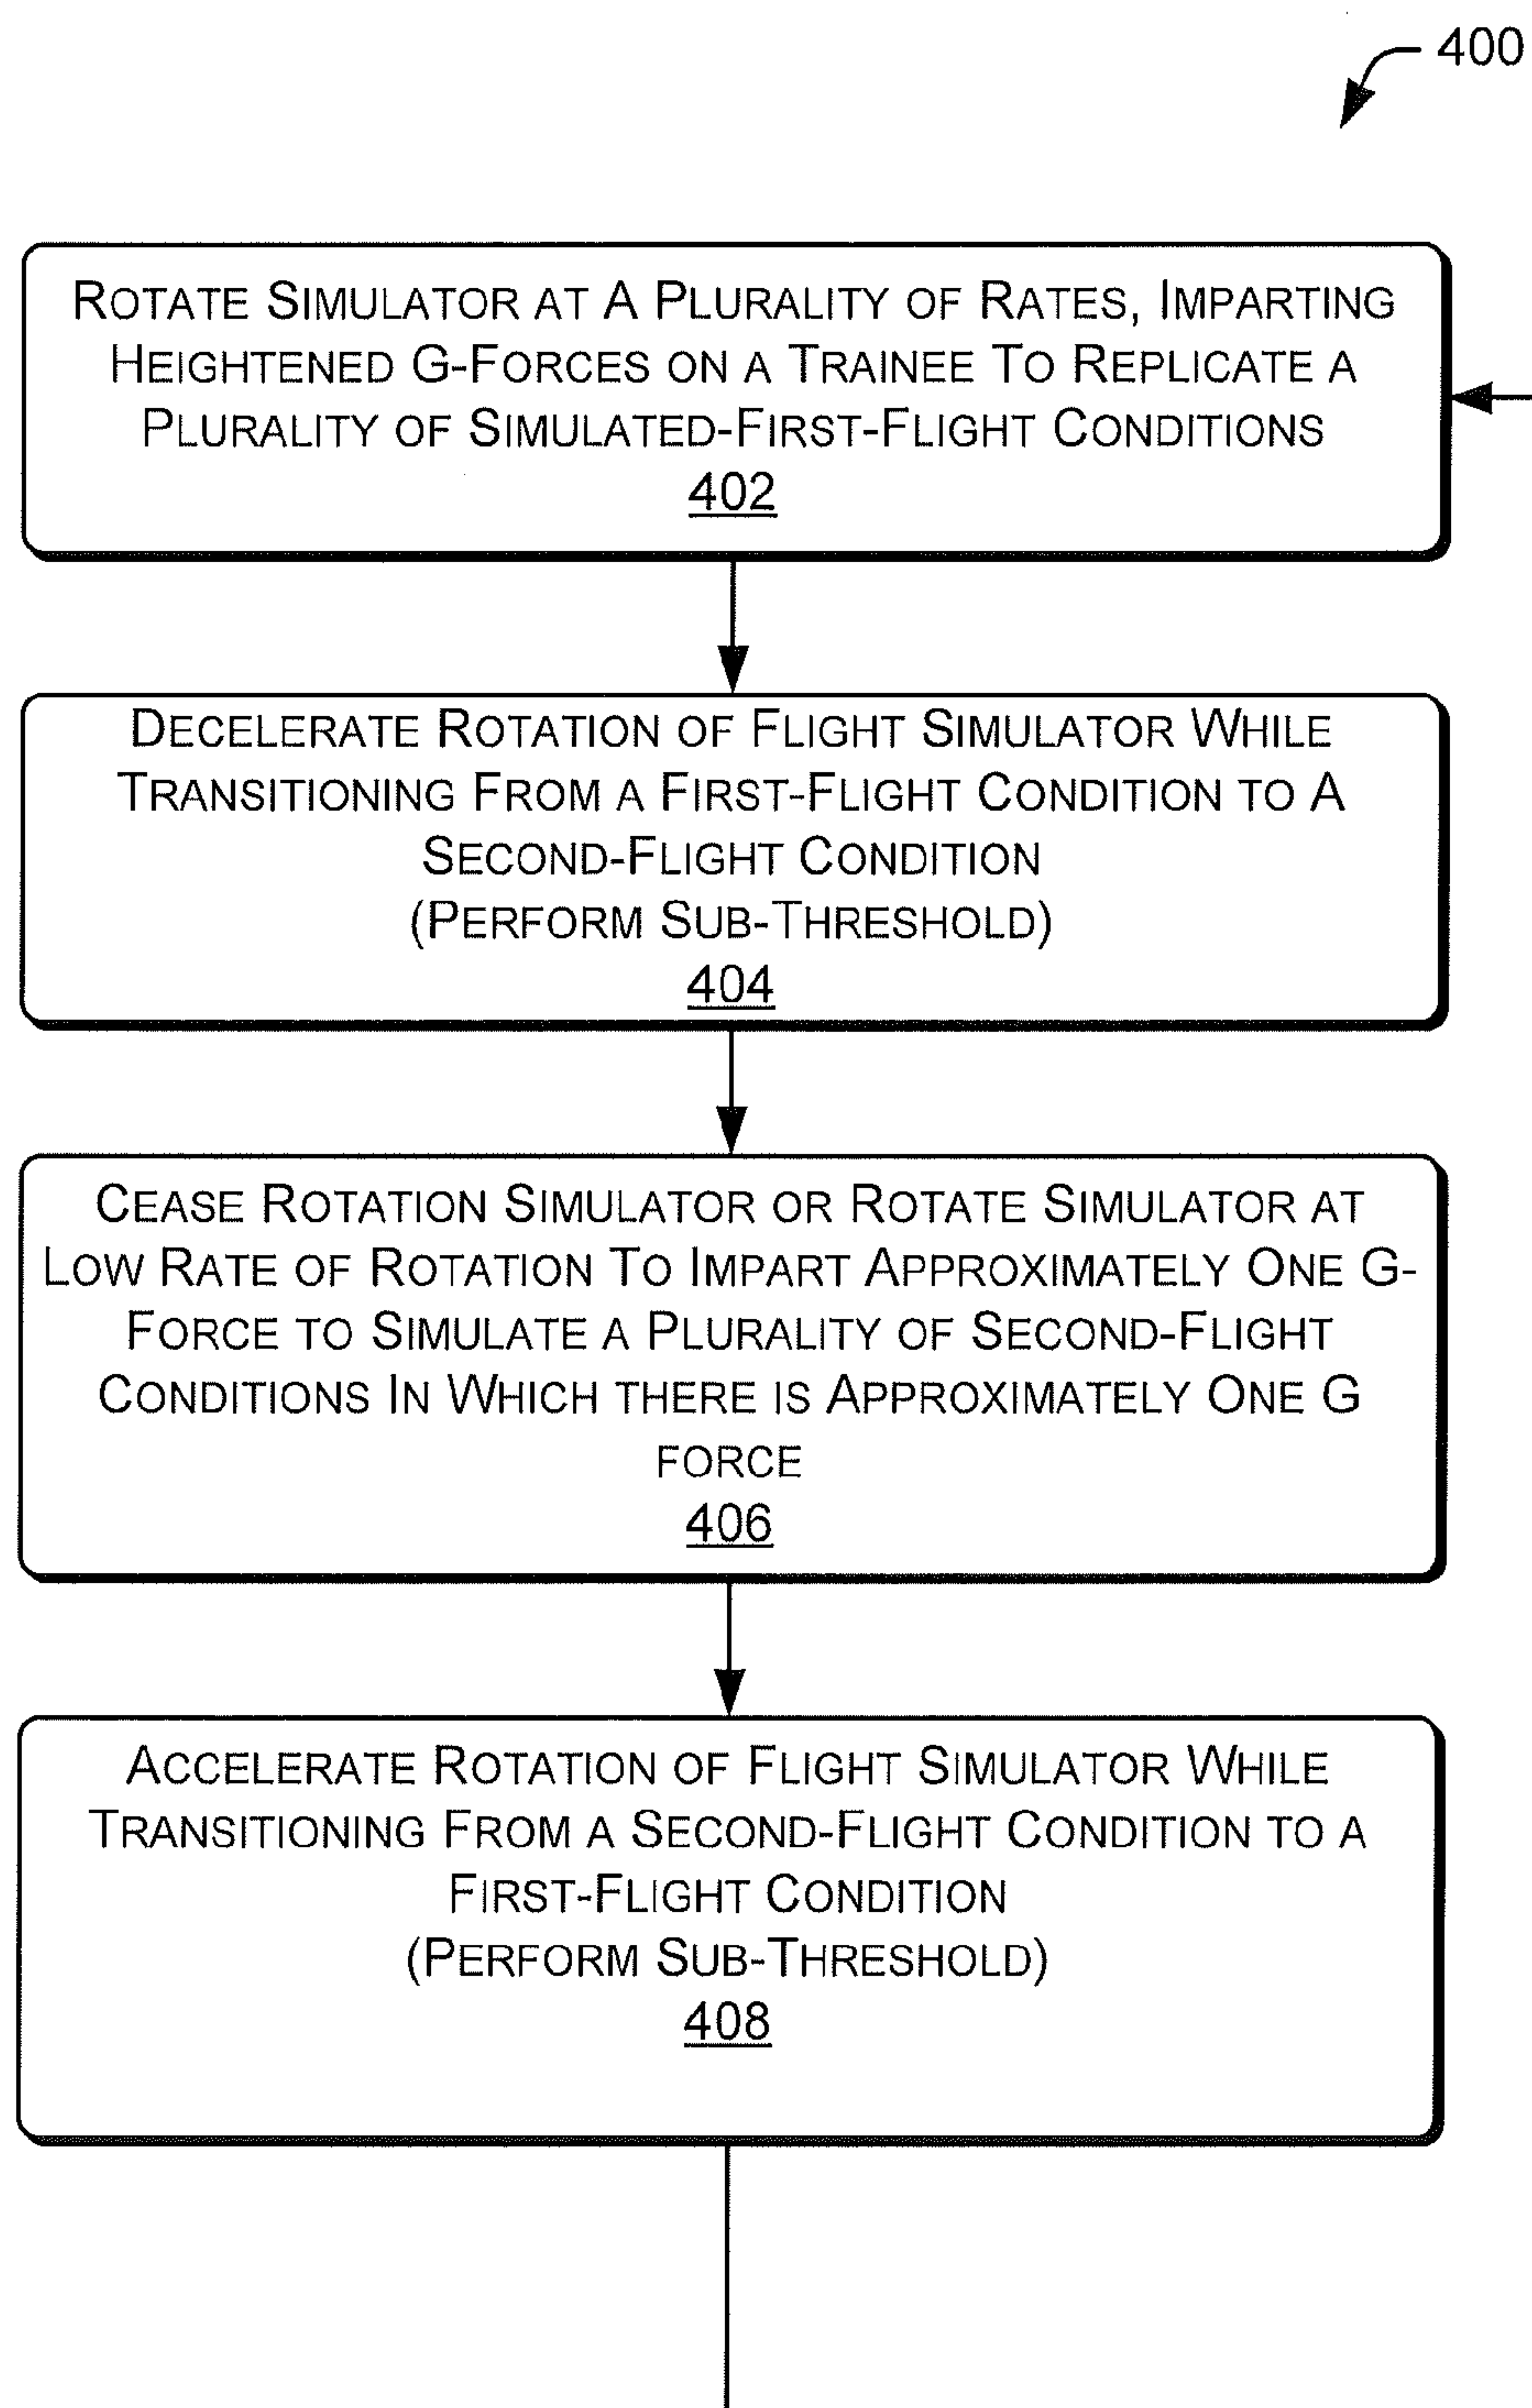 400
ROTATE SIMULATOR AT A PLURALITY OF RATES, IMPARTING
HEIGHTENED G-FORCES ON A TRAINEE TO REPLICATE A
PLURALITY OF SIMULATED-FIRST-FLIGHT CONDITIONS
402
DECELERATE ROTATION OF FLIGHT SIMULATOR WHILE
TRANSITIONING FROM A FIRST-FLIGHT CONDITION TO A
SECOND-FLIGHT CONDITION
(PERFORM SUB-THRESHOLD)
404
CEASE ROTATION SIMULATOR OR ROTATE SIMULATOR AT
LOW RATE OF ROTATION TO IMPART APPROXIMATELY ONE G-
FORCE TO SIMULATE A PLURALITY OF SECOND-FLIGHT
CONDITIONS IN WHICH THERE IS APPROXIMATELY ONE G
FORCE
406
ACCELERATE ROTATION OF FLIGHT SIMULATOR WHILE
TRANSITIONING FROM A SECOND-FLIGHT CONDITION TO A
FIRST-FLIGHT CONDITION
(PERFORM SUB-THRESHOLD)
408